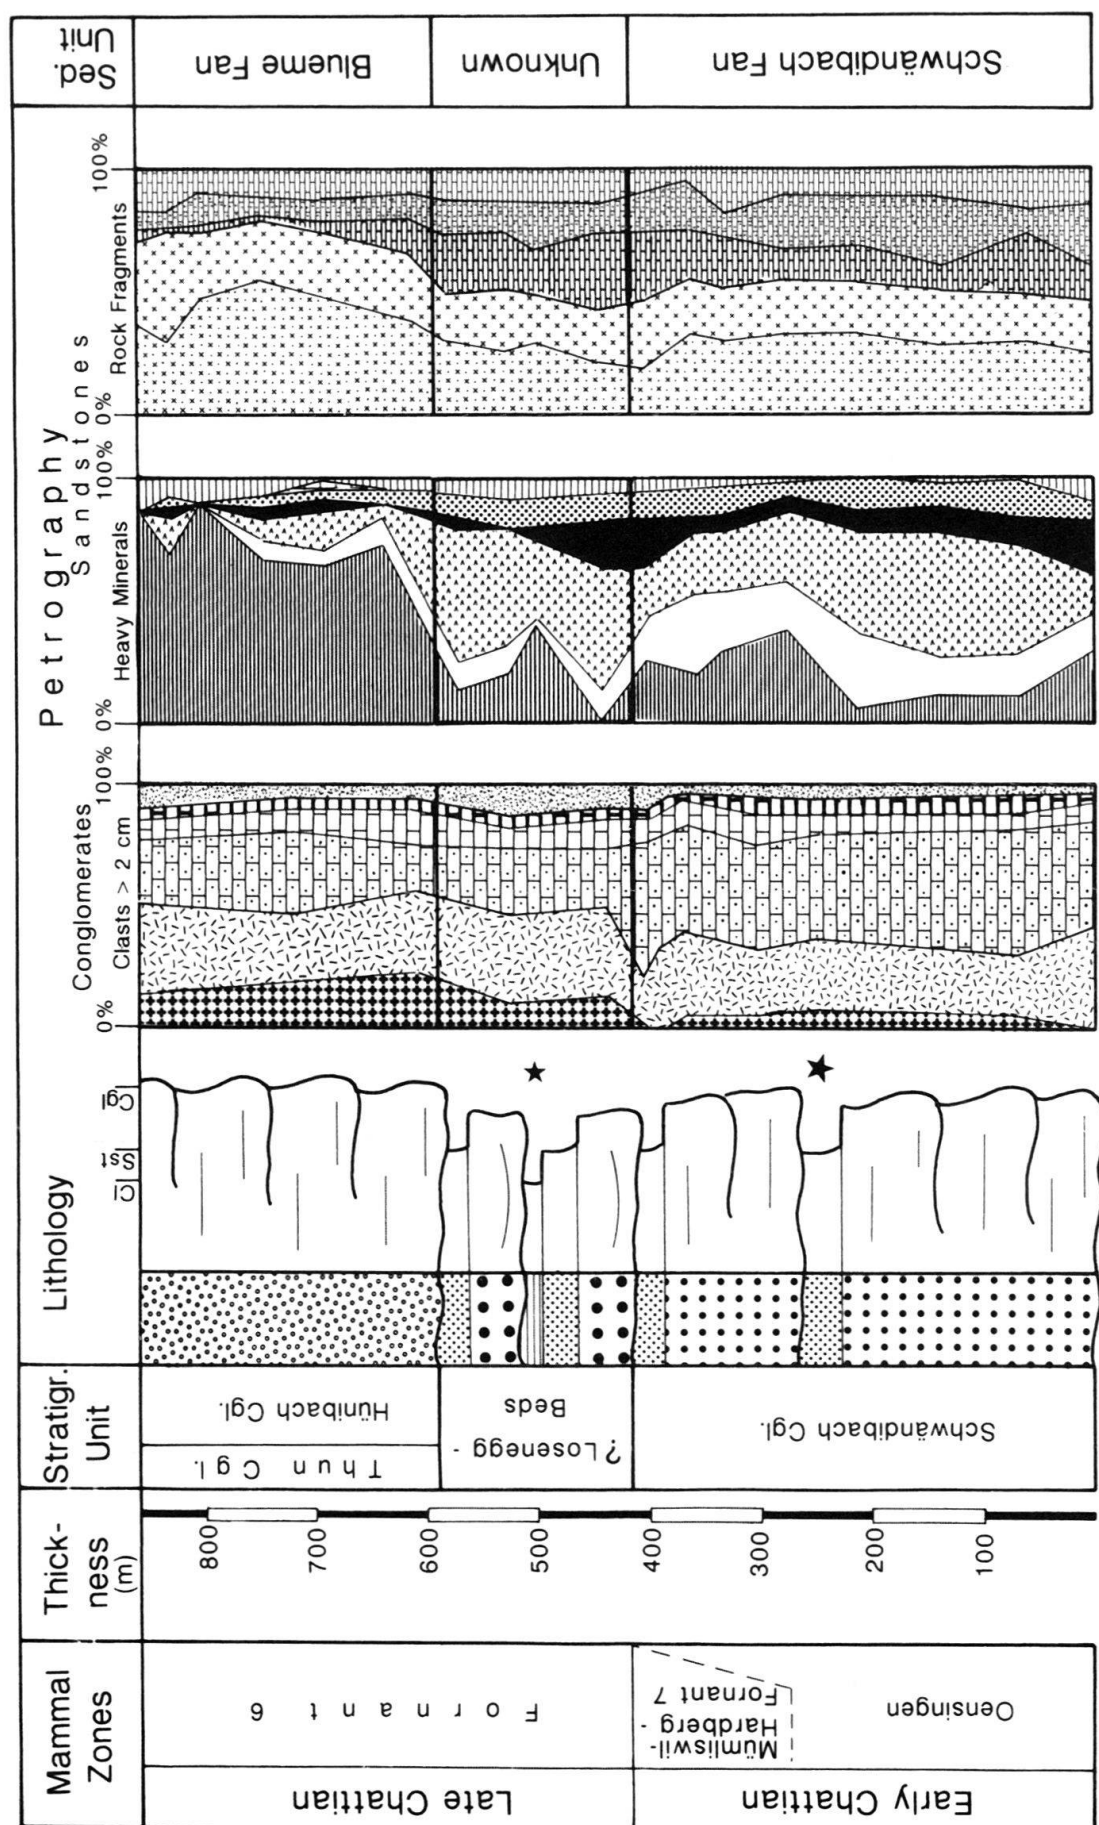 Mammal
Zones
Late Chattian
Early Chattian
Fornant 6
Mümliswil-
Hardberg -
Fornant 7
Oensingen
Thick-
ness
(m)
800
700
600
500
400
300
200
100
Stratigr.
Unit
Thun Cgl.
Hünibach Cgl.
? Losenegg -
Beds
Schwändibach Cgl.
Lithology
Cl
Sst
Cgl
Petrography
Conglomerates
Clasts > 2 cm
0%
100%
Sandstones
Heavy Minerals
0%
100%
Rock Fragments
0%
100%
Sed.
Unit
Blueme Fan
Unknown
Schwändibach Fan